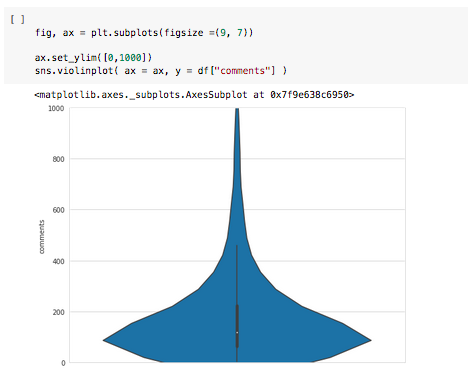 [ ]
fig, ax = plt.subplots(figsize =(9, 7))
ax.set_ylim([0,1000])
sns.violinplot( ax = ax, y = df["comments"] )
<matplotlib.axes._subplots.AxesSubplot at 0x7f9e638c6950>
1000
800
600
comments
400
200
0